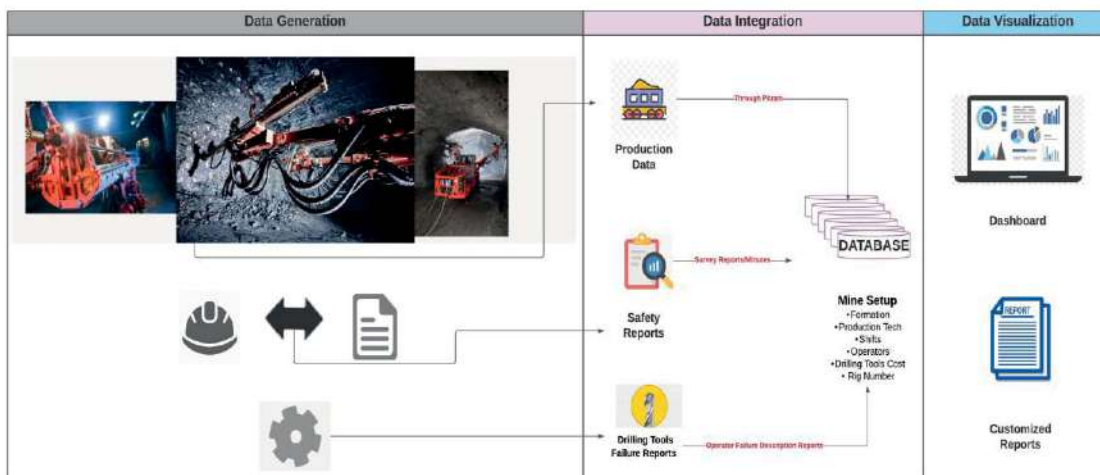 Data Generation
Data Integration
Data Visualization
Production
Data
Through Pitram
Safety
Reports
Survey Reports/Minutes
Drilling Tools
Failure Reports
Operator Failure Description Reports
DATABASE
Mine Setup
•Formation
•Production Tech
•Shifts
•Operators
•Drilling Tools Cost
• Rig Number
Dashboard
REPORT
Customized
Reports